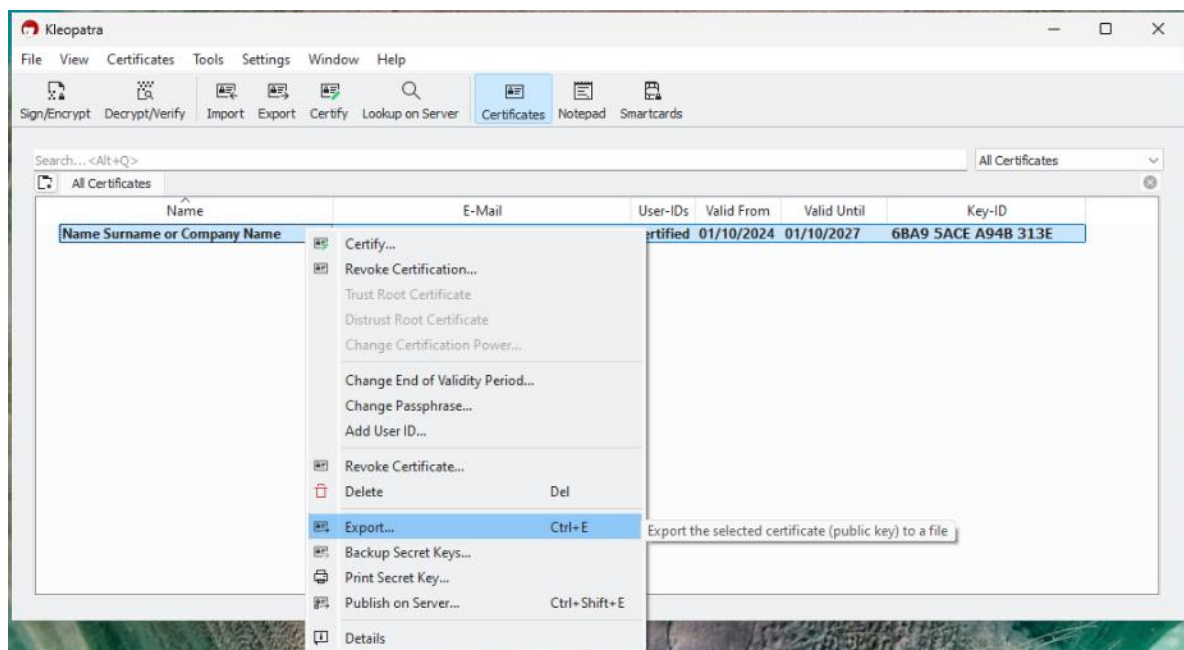 Kleopatra
File View Certificates Tools Settings Window Help
Sign/Encrypt Decrypt/Verify Import Export Certify Lookup on Server Certificates Notepad Smartcards
Search...<Alt+Q> All Certificates
All Certificates
Name E-Mail User-IDs Valid From Valid Until Key-ID
Name Surname or Company Name ertified 01/10/2024 01/10/2027 6BA9 5ACE A94B 313E
Certify...
Revoke Certification...
Trust Root Certificate
Distrust Root Certificate
Change Certification Power...
Change End of Validity Period...
Change Passphrase...
Add User ID...
Revoke Certificate...
Delete Del
Export... Ctrl+E Export the selected certificate (public key) to a file
Backup Secret Keys...
Print Secret Key...
Publish on Server... Ctrl+Shift+E
Details